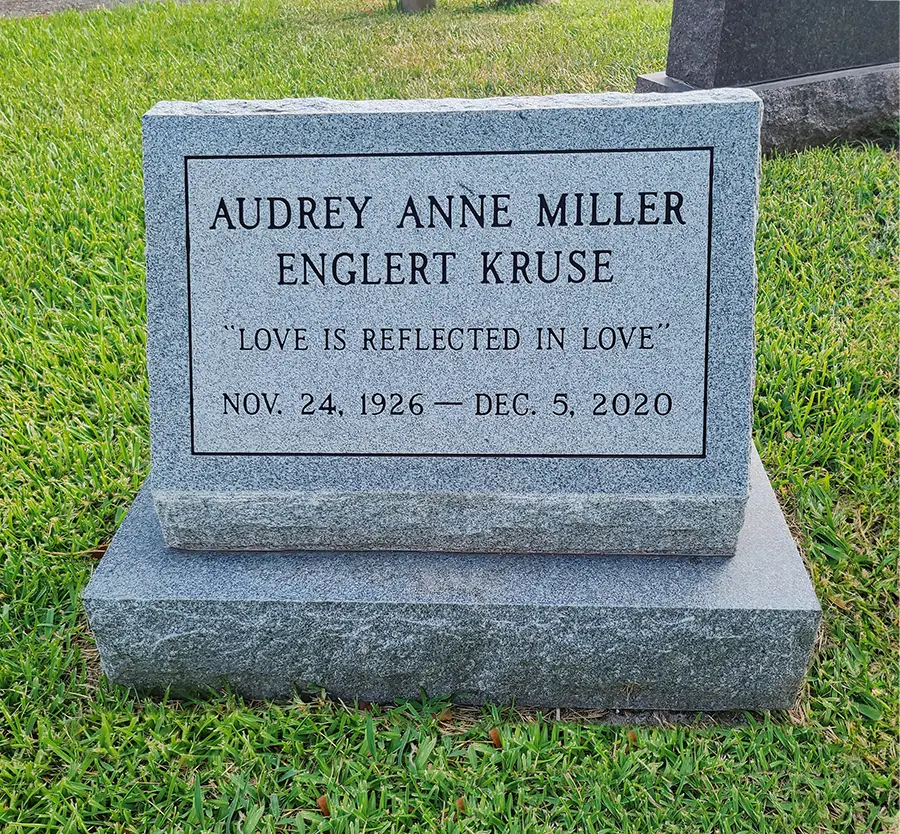 AUDREY ANNE MILLER
ENGLERT KRUSE
“LOVE IS REFLECTED IN LOVE”
NOV. 24, 1926 — DEC. 5, 2020